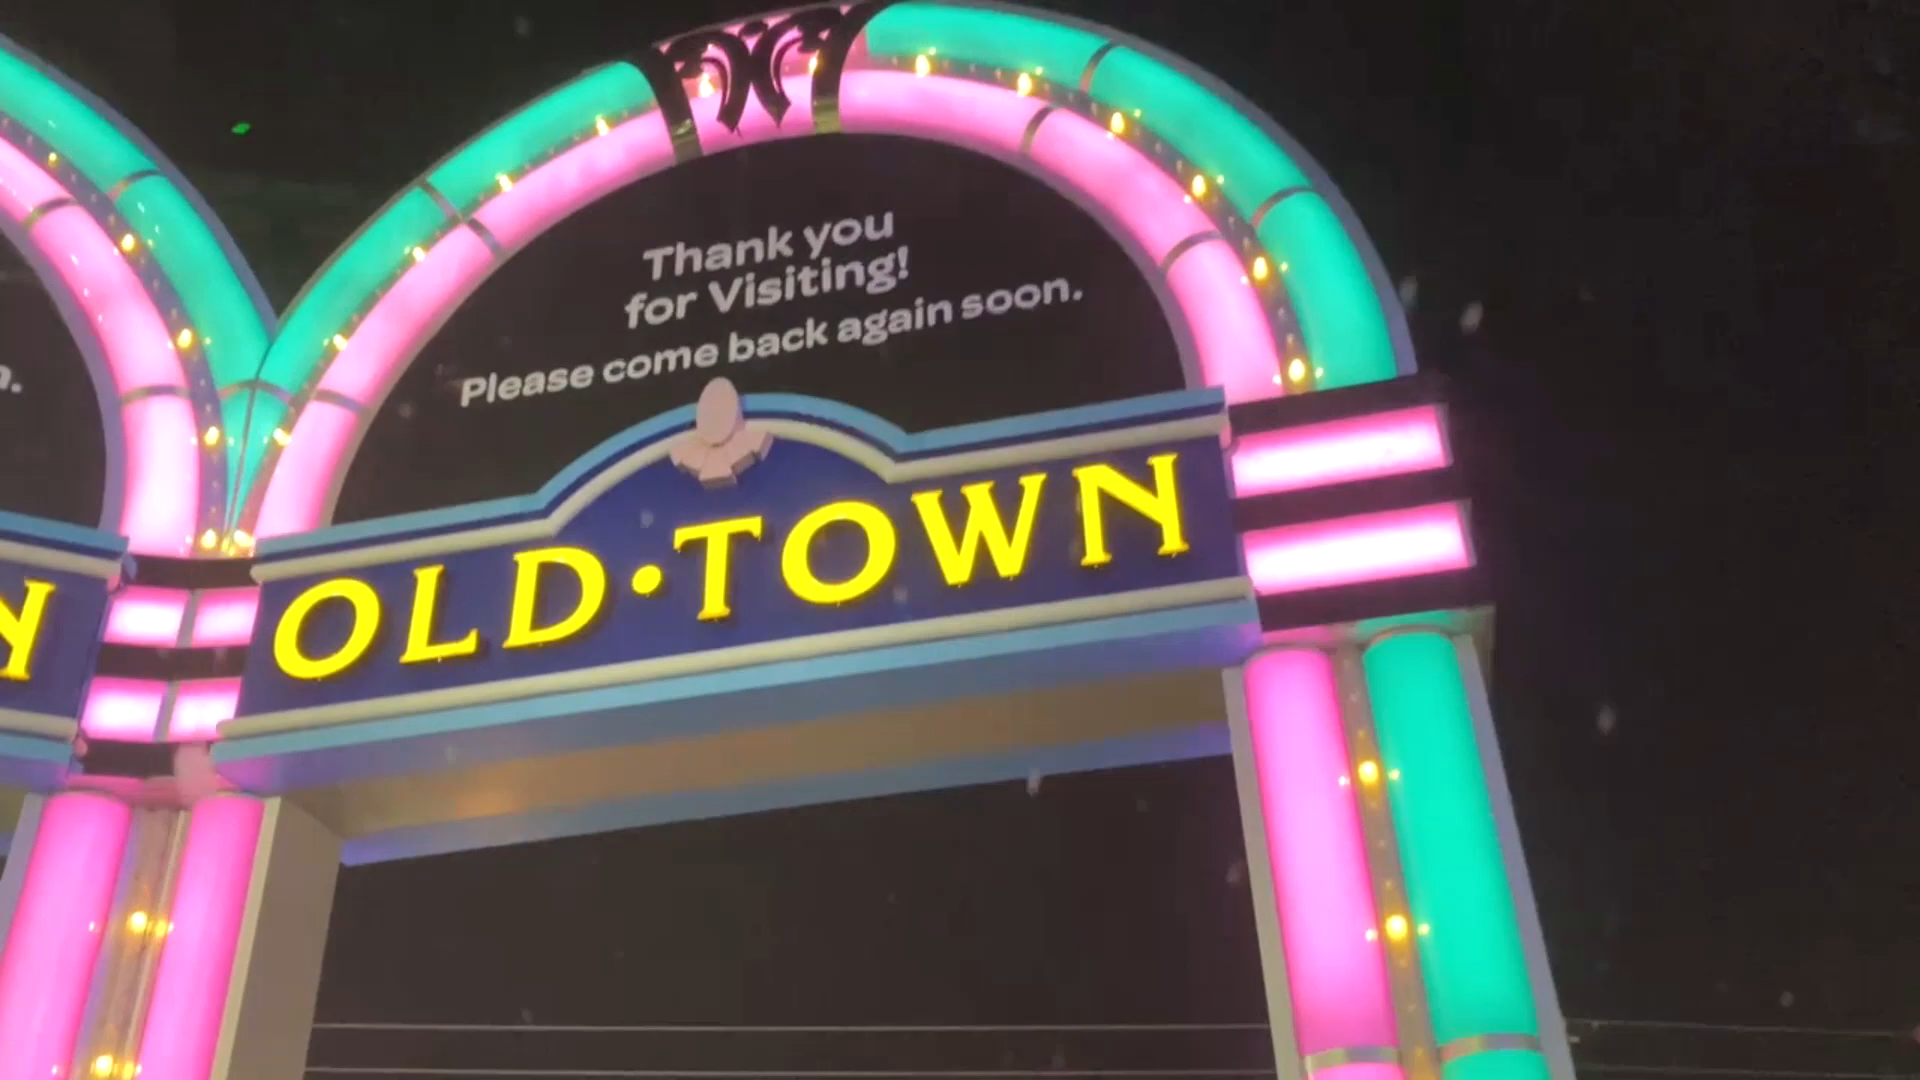 Thank you
for Visiting!
Please come back again soon.
OLD•TOWN
n.
N